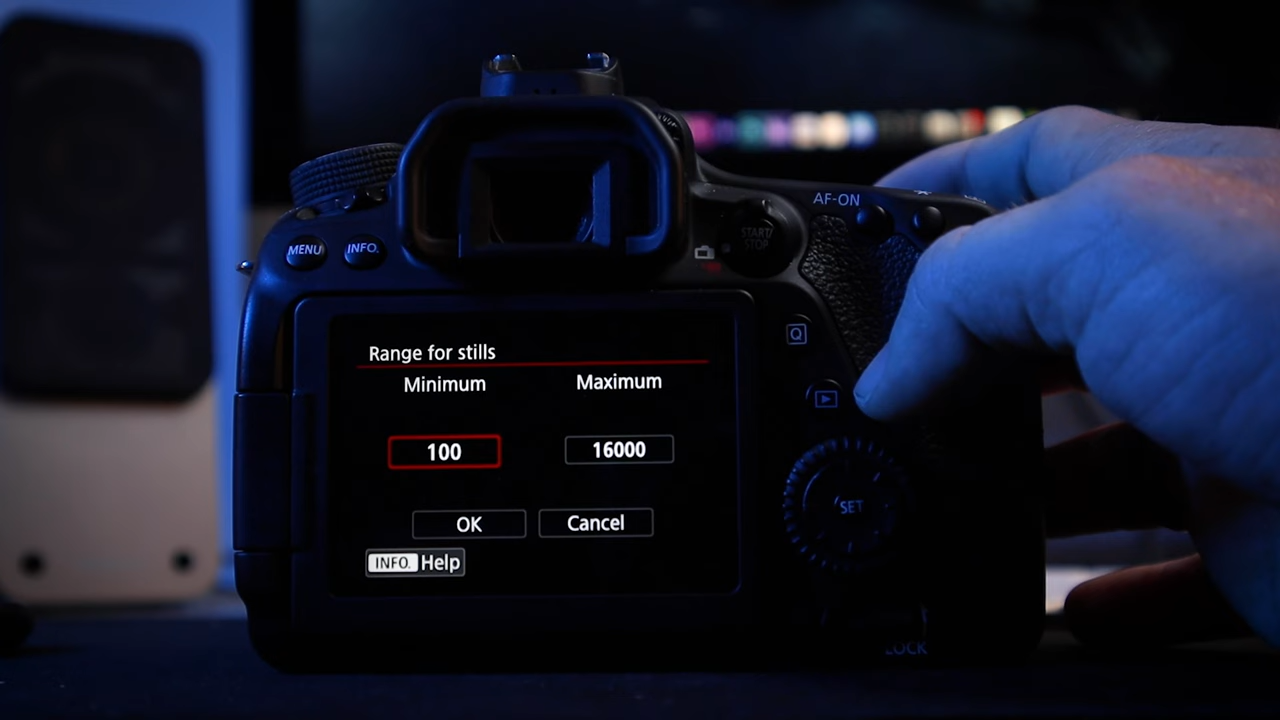 AF-ON
MENU
INFO.
START/
STOP
Q
Range for stills
Minimum
Maximum
100
16000
SET
OK
Cancel
INFO. Help
LOCK